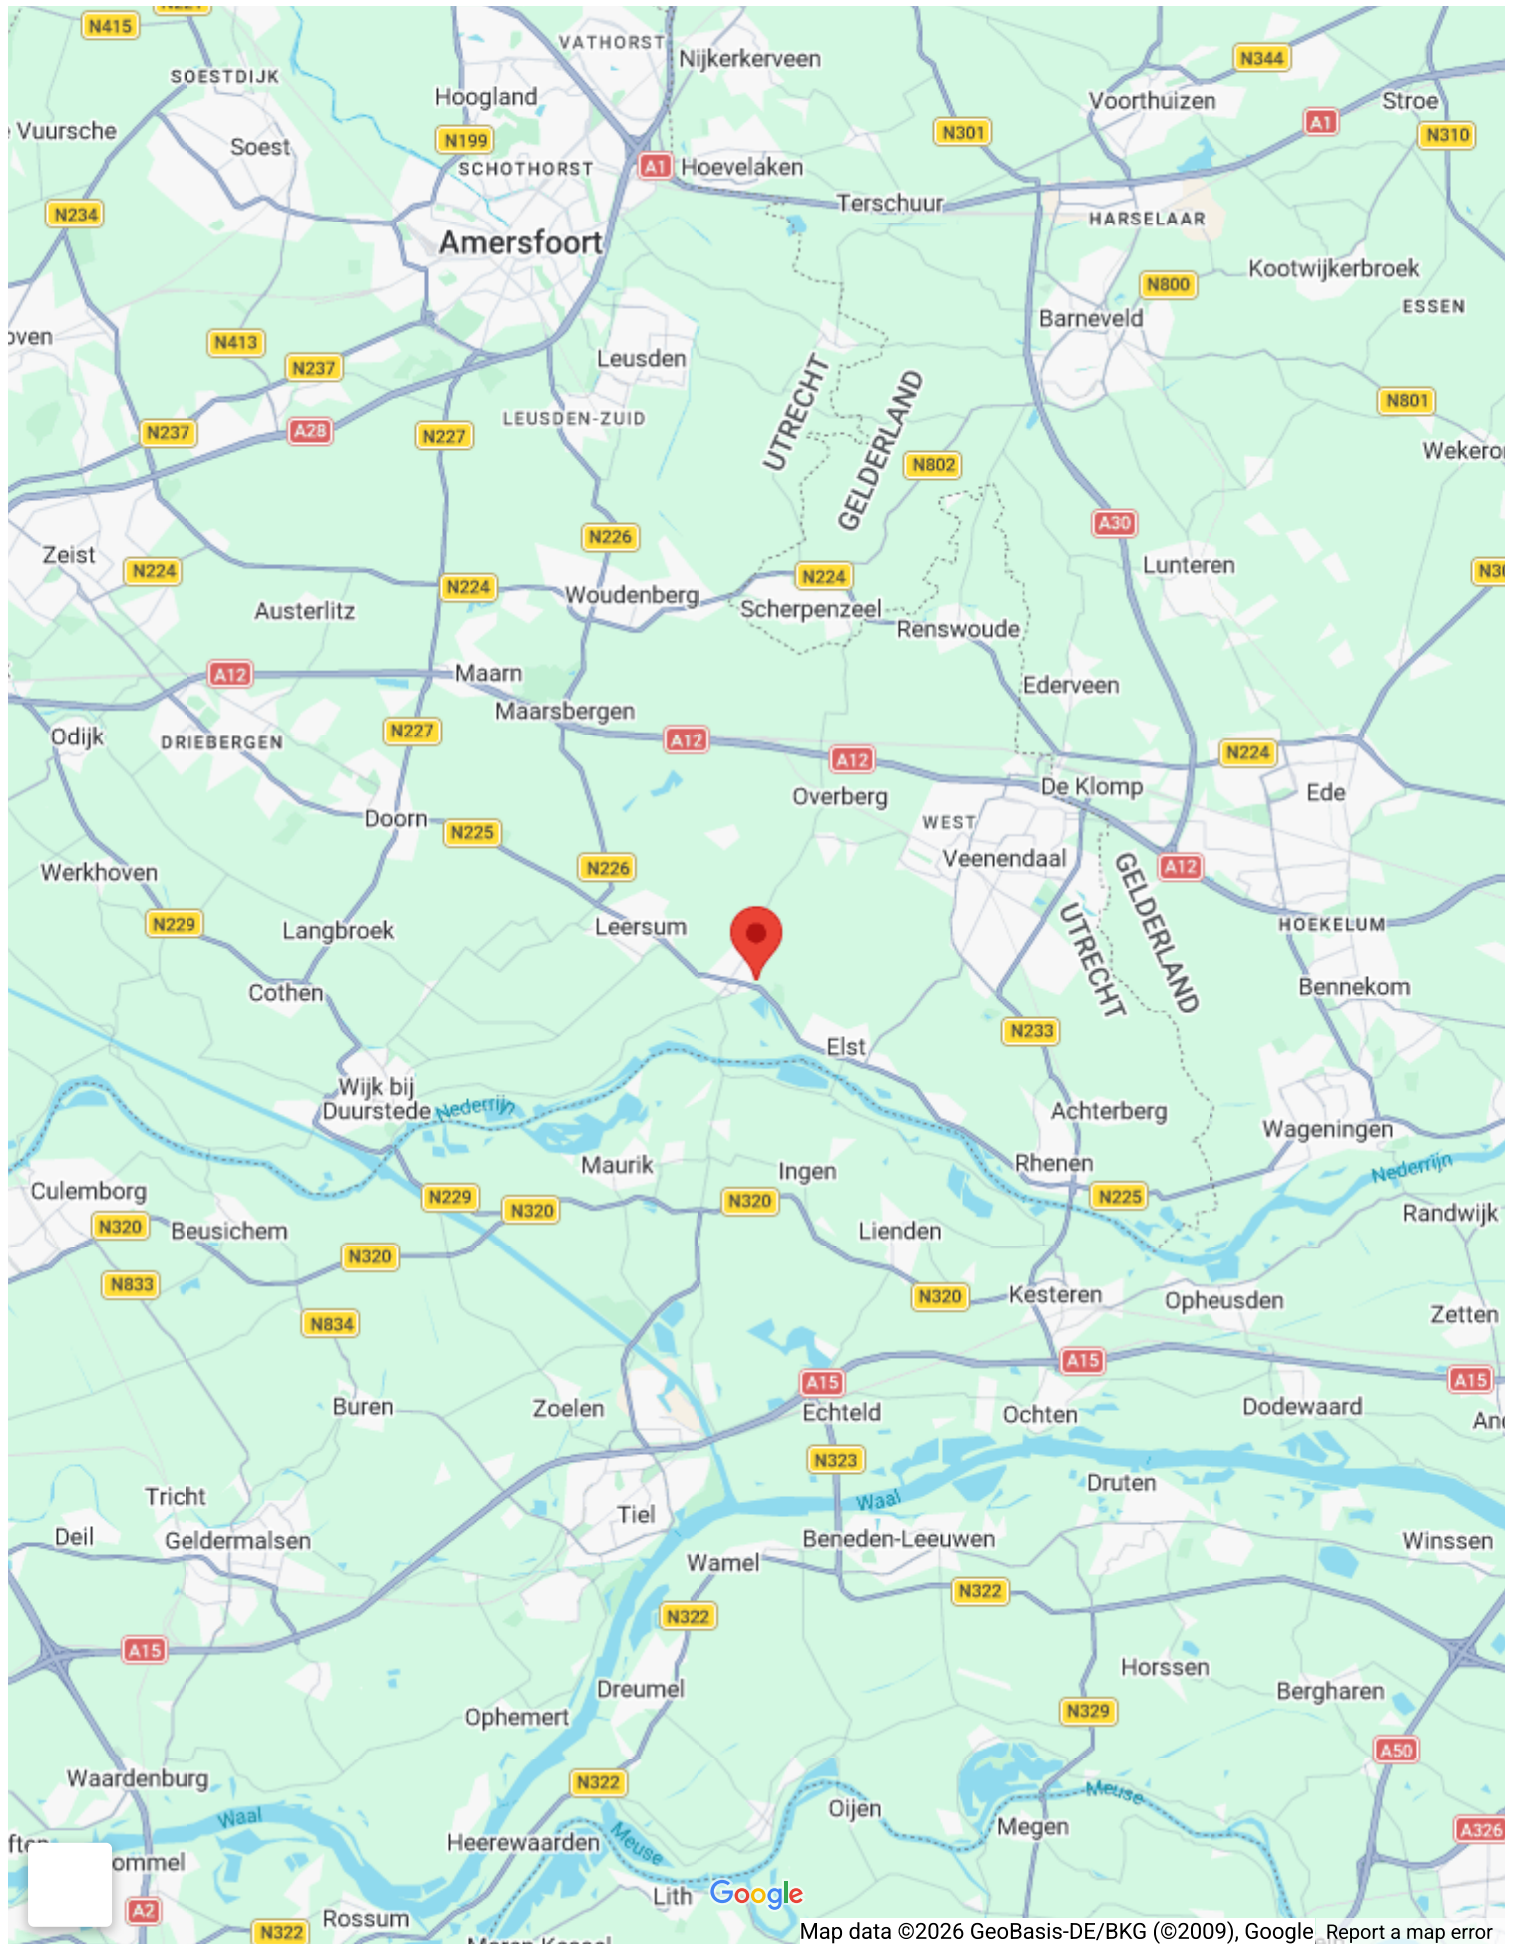 N415
VATHORST
Nijkerkerveen
N344
SOESTDIJK
Hoogland
Voorthuizen
Stroe
Vuursche
Soest
N199
N301
A1
N310
SCHOTHORST
A1
Hoevelaken
Terschuur
N234
HARSELAAR
Amersfoort
Kootwijkerbroek
N800
ESSEN
Barneveld
N413
Leusden
N237
UTRECHT
GELDERLAND
N801
LEUSDEN-ZUID
N237
A28
N227
Wekerom
N802
A30
N226
Zeist
N224
N224
N224
Lunteren
Woudenberg
Austerlitz
Scherpenzeel
Renswoude
A12
Maarn
Ederveen
Maarsbergen
N227
Odijk
DRIEBERGEN
A12
A12
N224
De Klomp
Ede
Overberg
Doorn
N225
WEST
Veenendaal
Werkhoven
N226
A12
GELDERLAND
UTRECHT
N229
Langbroek
Leersum
HOEKELUM
Cothen
Bennekom
N233
Elst
Wijk bij
Duurstede
Nederrijn
Achterberg
Wageningen
Maurik
Ingen
Rhenen
Nederrijn
Culemborg
N229
N320
N320
N225
Randwijk
N320
Beusichem
Lienden
N320
N833
N320
Kesteren
Opheusden
Zetten
N834
A15
A15
A15
Buren
Zoelen
Echteld
Ochten
Dodewaard
N323
Druten
Tricht
Waal
Tiel
Deil
Geldermalsen
Beneden-Leeuwen
Winssen
Wamel
N322
N322
A15
Horssen
Dreumel
Bergharen
Ophemert
N329
A50
Waardenburg
N322
Meuse
Waal
Oijen
Megen
A326
Heerewaarden
Meuse
ommel
Lith
Google
A2
Rossum
N322
Map data ©2026 GeoBasis-DE/BKG (©2009), Google
Report a map error